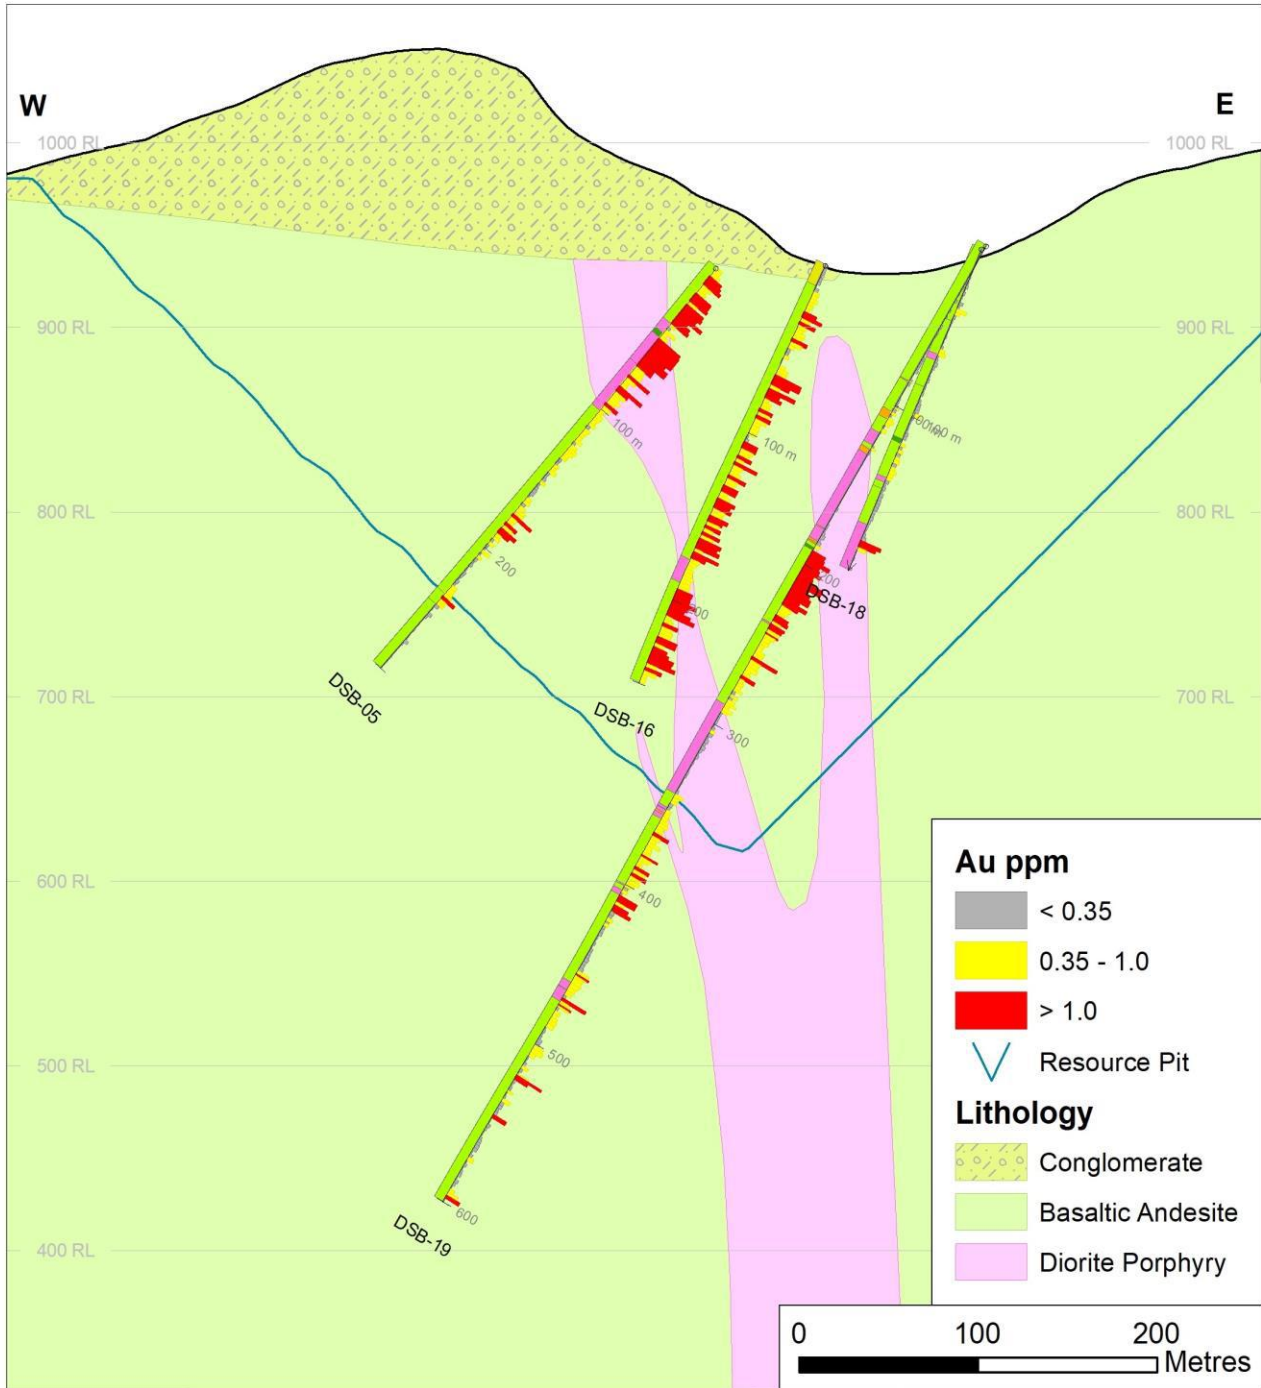 W
E
1000 RL
1000 RL
900 RL
900 RL
100 m
100 m
100 m
800 RL
800 RL
200
200
200
DSB-18
700 RL
700 RL
DSB-05
DSB-16
300
600 RL
400
500 RL
500
DSB-19
600
400 RL
Au ppm
< 0.35
0.35 - 1.0
> 1.0
Resource Pit
Lithology
Conglomerate
Basaltic Andesite
Diorite Porphyry
0 100 200
Metres